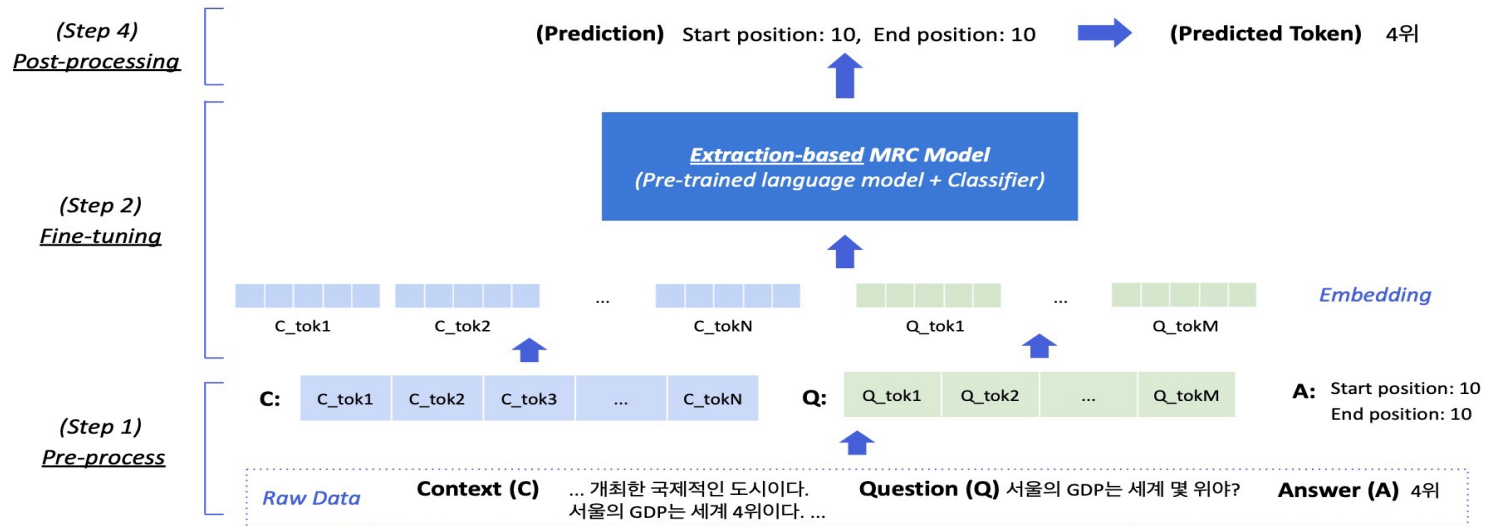 (Step 4)
Post-processing
(Prediction) Start position: 10, End position: 10
(Predicted Token) 4위
Extraction-based MRC Model
(Pre-trained language model + Classifier)
(Step 2)
Fine-tuning
...
...
Embedding
C_tok1
C_tok2
C_tokN
Q_tok1
Q_tokM
C:
C_tok1
C_tok2
C_tok3
...
C_tokN
Q:
Q_tok1
Q_tok2
...
Q_tokM
A: Start position: 10
End position: 10
(Step 1)
Pre-process
Raw Data
Context (C)
... 개최한 국제적인 도시이다.
서울의 GDP는 세계 4위이다. ...
Question (Q) 서울의 GDP는 세계 몇 위야?
Answer (A) 4위